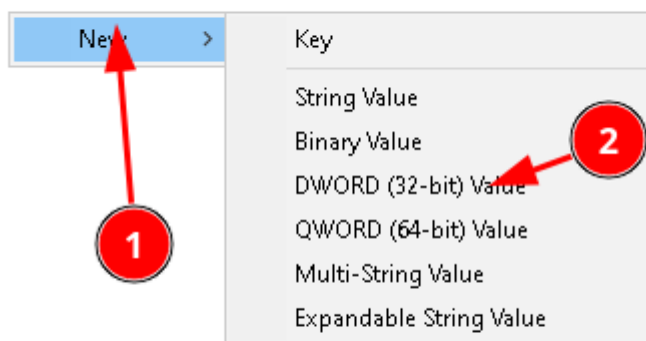 New > Key
String Value
Binary Value
2
DWORD (32-bit) Value
QWORD (64-bit) Value
1
Multi-String Value
Expandable String Value